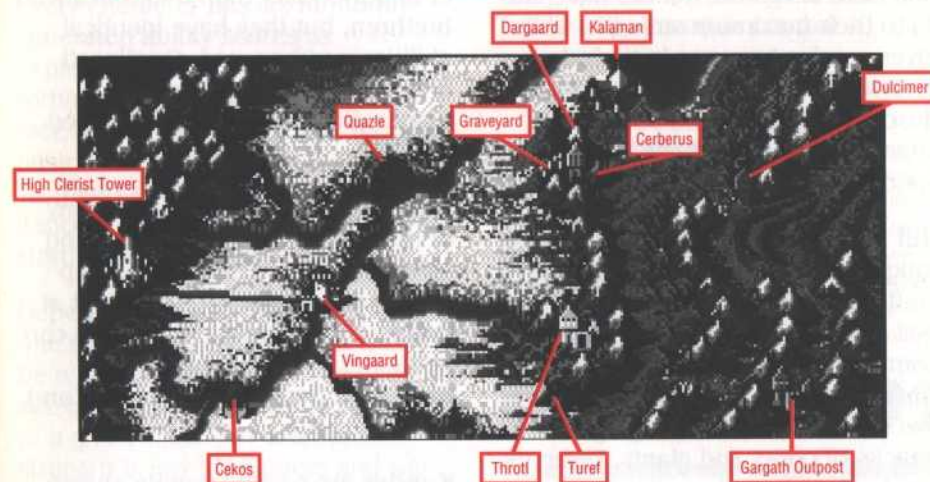 Dargaard
Kalaman
Dulcimer
Quazle
Graveyard
Cerberus
High Clerist Tower
Vingaard
Cekos
Throtl
Turef
Gargath Outpost